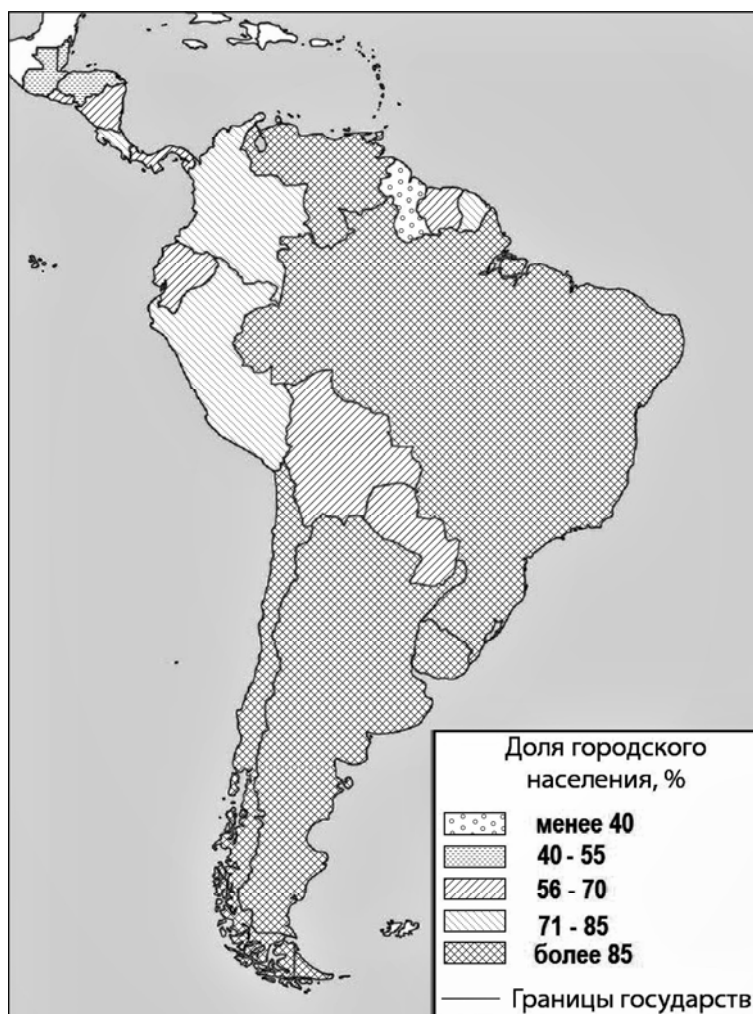 Доля городского
населения, %
менее 40
40 - 55
56 - 70
71 - 85
более 85
Границы государств